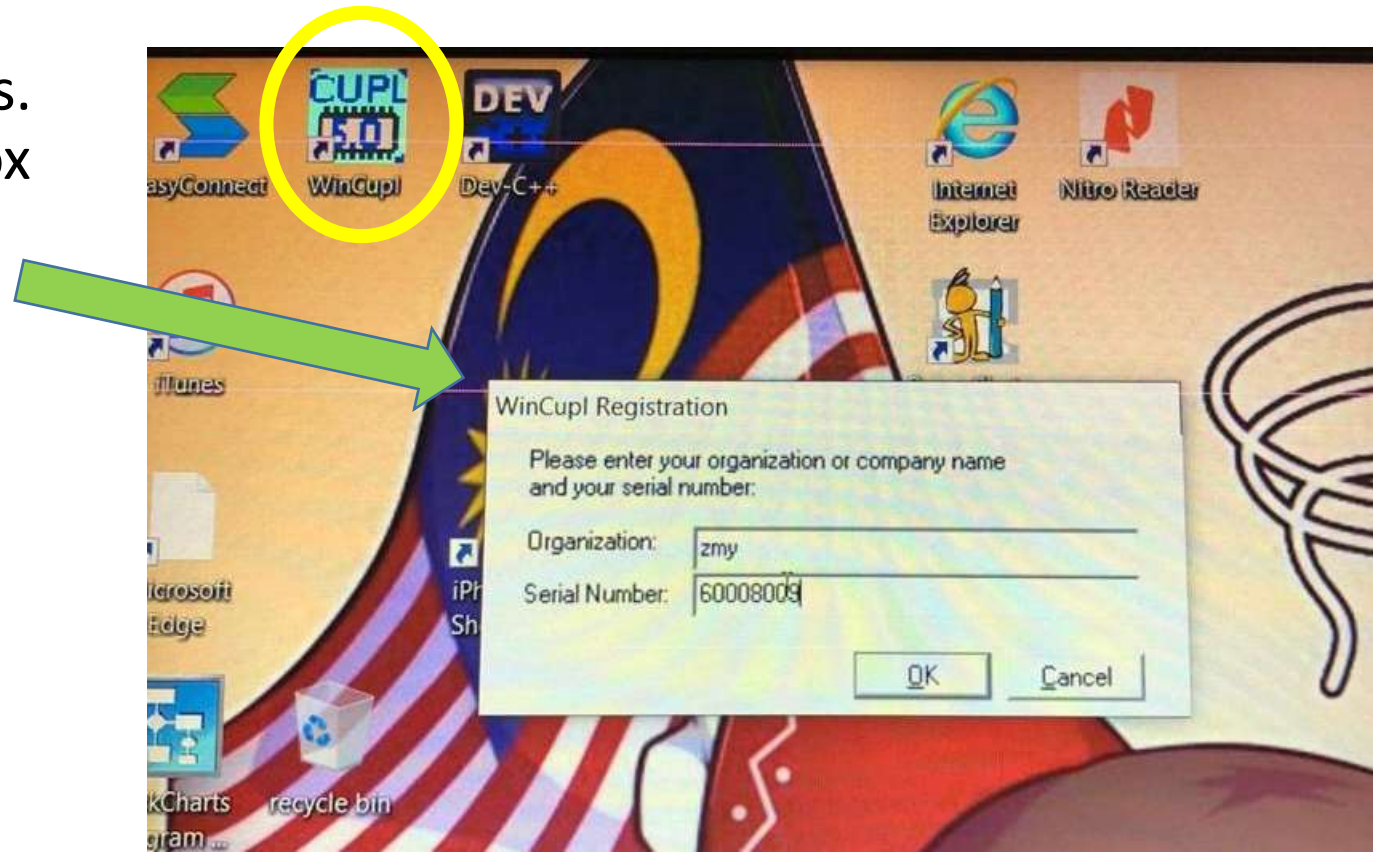 s.
ox
CUPL
5.0
DEV
C++
asyConnect
WinCupl
Dev-C++
Internet
Explorer
Nitro Reader
iTunes
WinCupl Registration
Please enter your organization or company name
and your serial number:
Organization: zmy
Serial Number: 60008009
OK Cancel
icrosoft
Edge
iPh
Sh
kCharts
gram ...
recycle bin